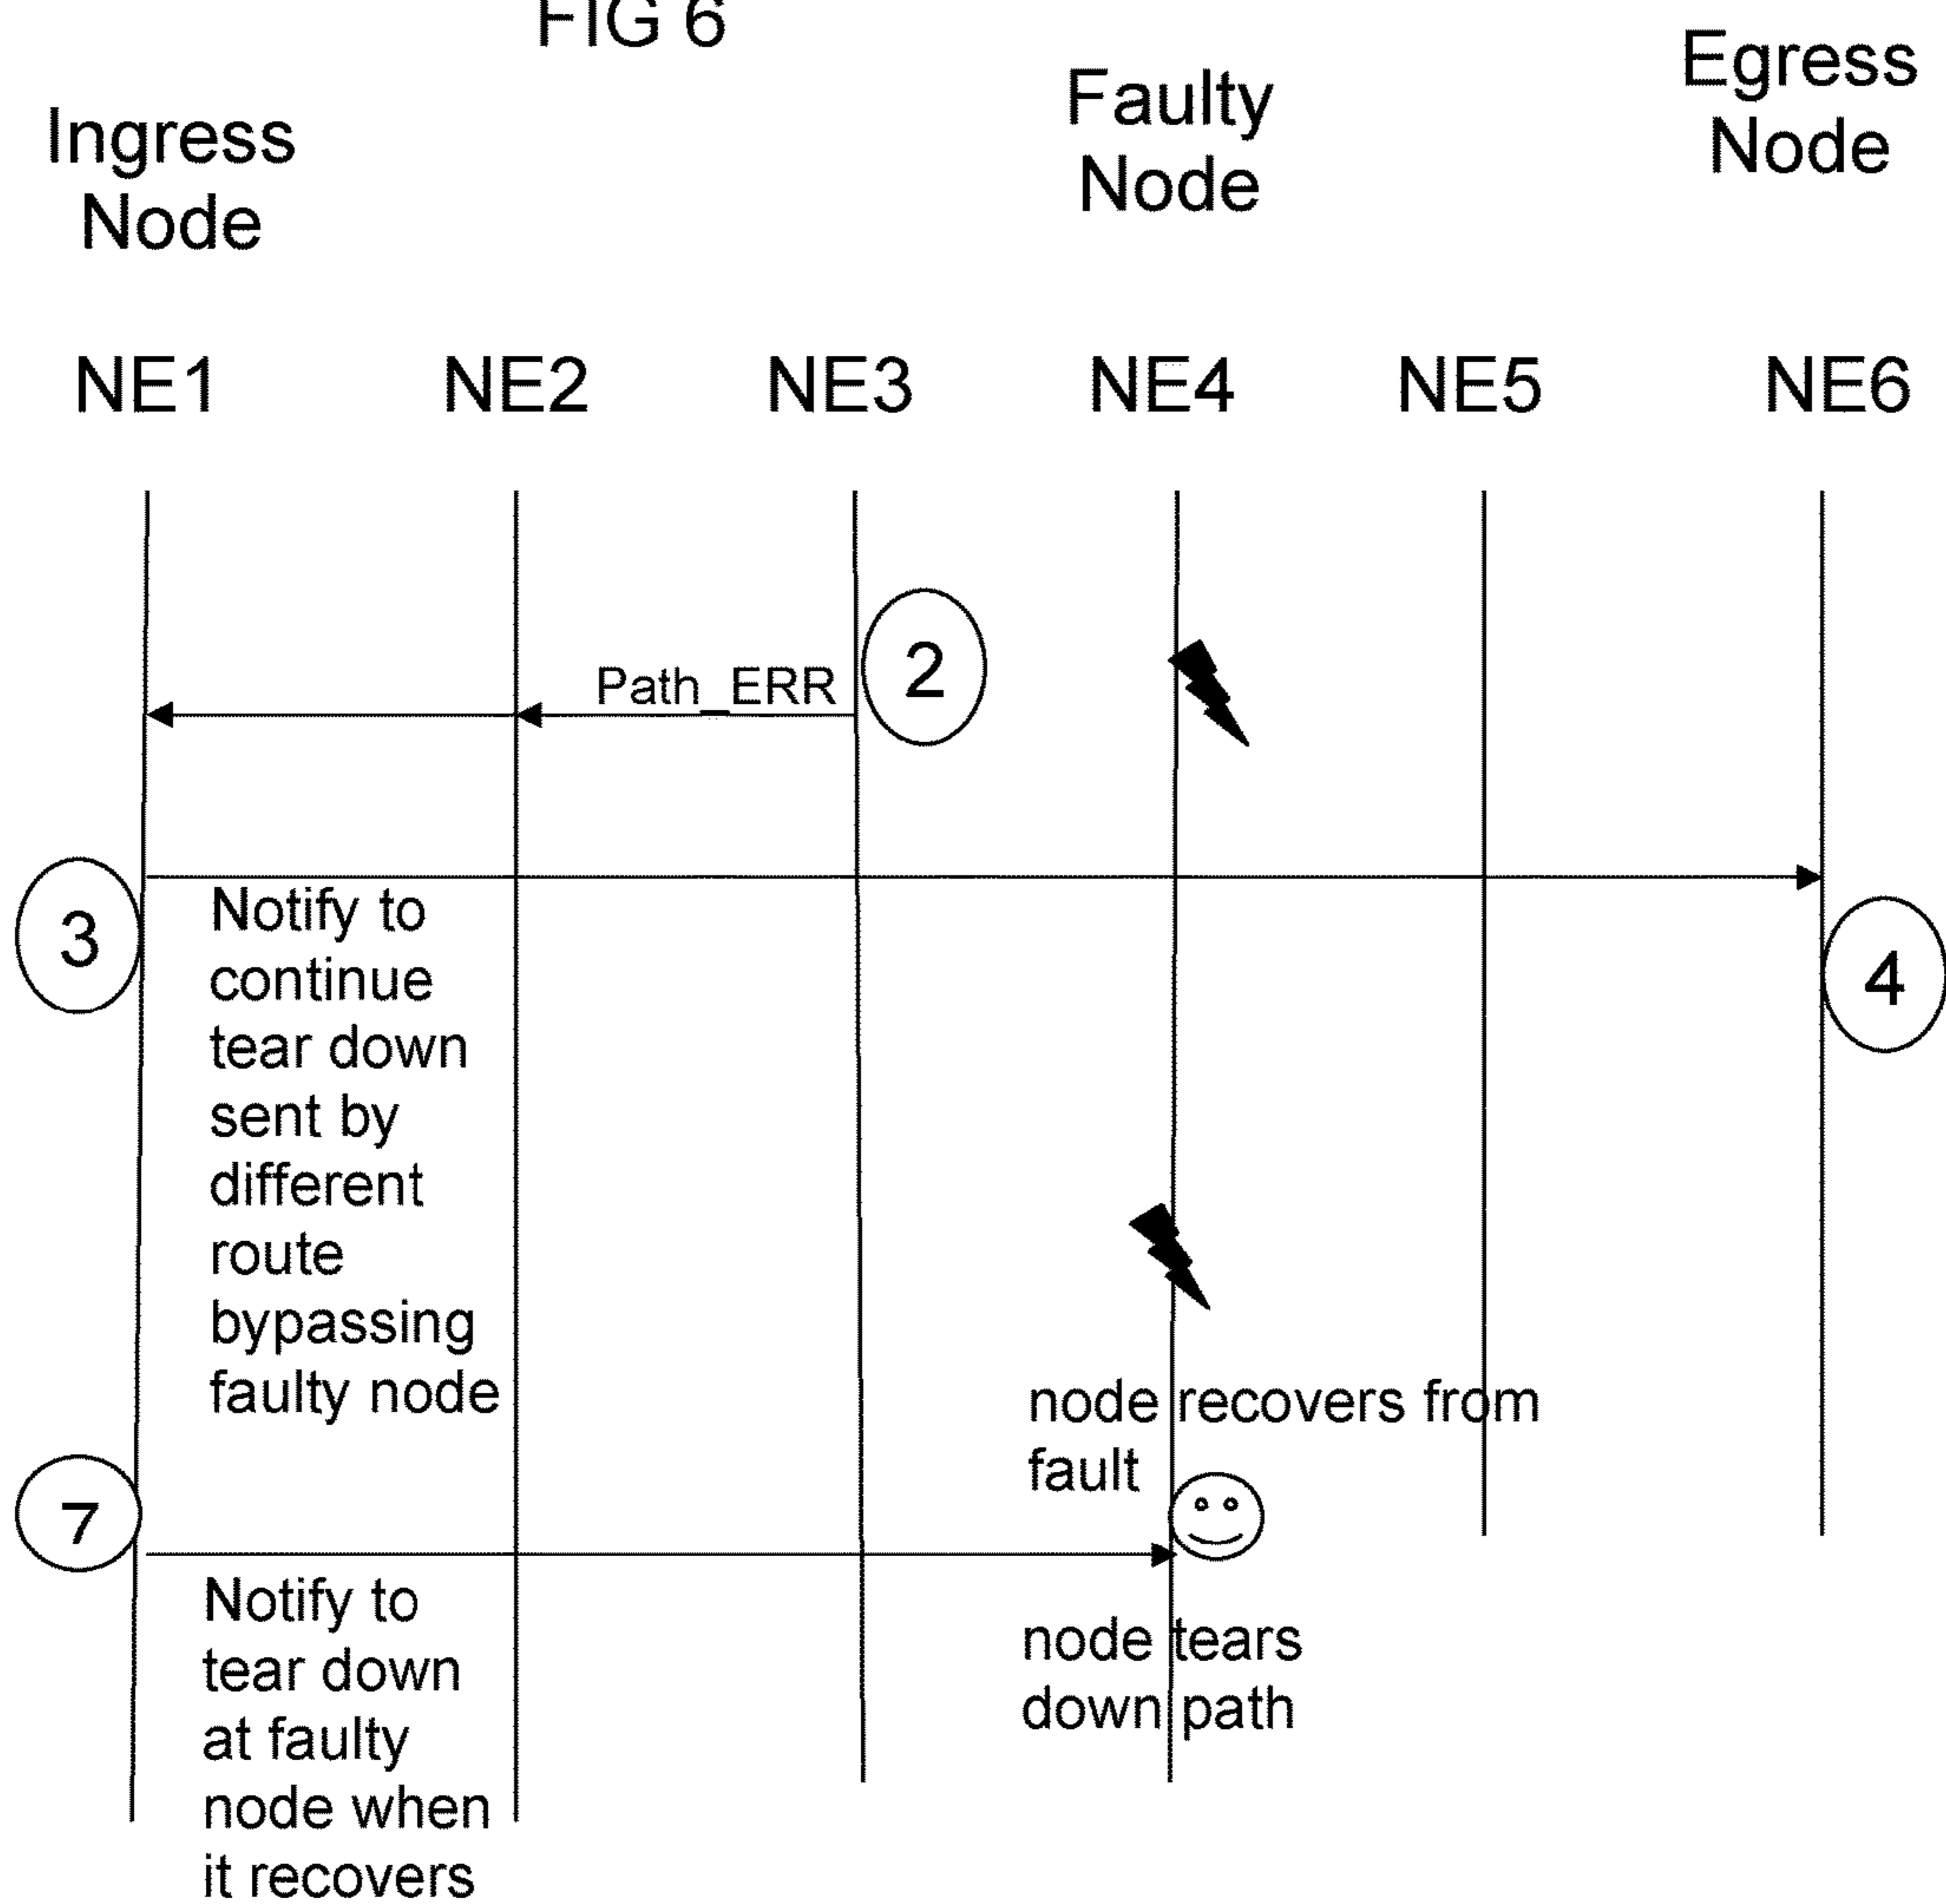 FIG 6
Ingress
Node
Faulty
Node
Egress
Node
NE1 NE2 NE3 NE4 NE5 NE6
Path_ERR
2
3
Notify to
continue
tear down
sent by
different
route
bypassing
faulty node
4
node recovers from
fault
7
Notify to
tear down
at faulty
node when
it recovers
node tears
down path